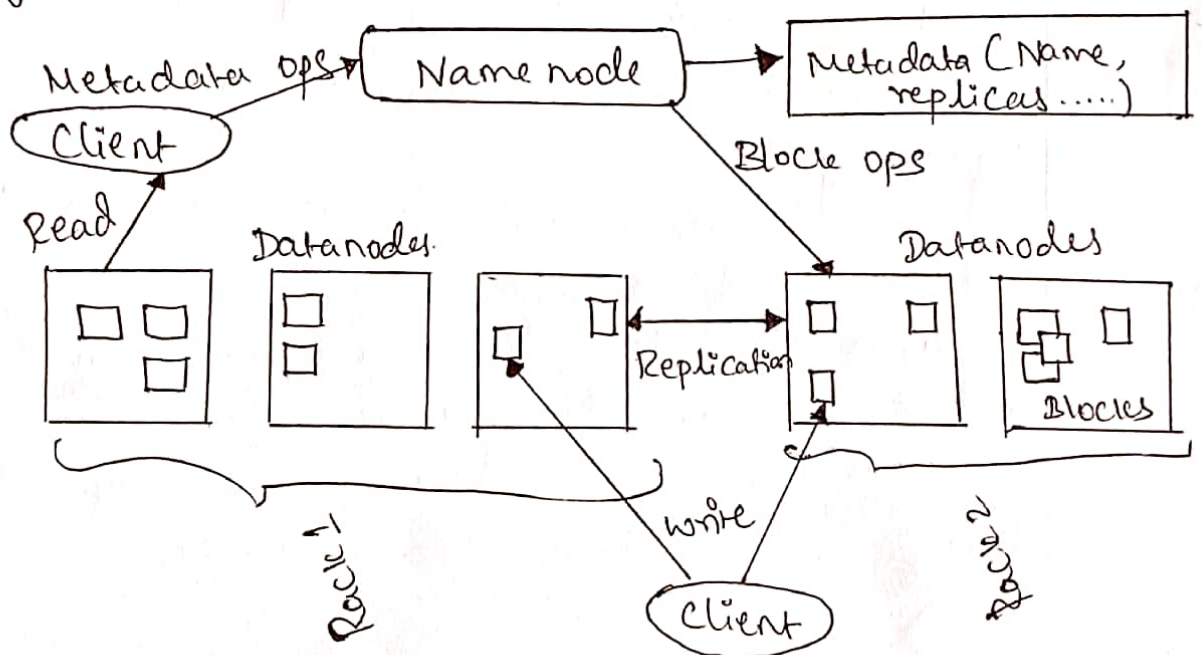 Metadata ops
Name node
Metadata (Name,
replicas.....)
Client
Block ops
Read
Datanodes.
Datanodes
Replication
Blocks
Rack 1
write
Rack 2
Client